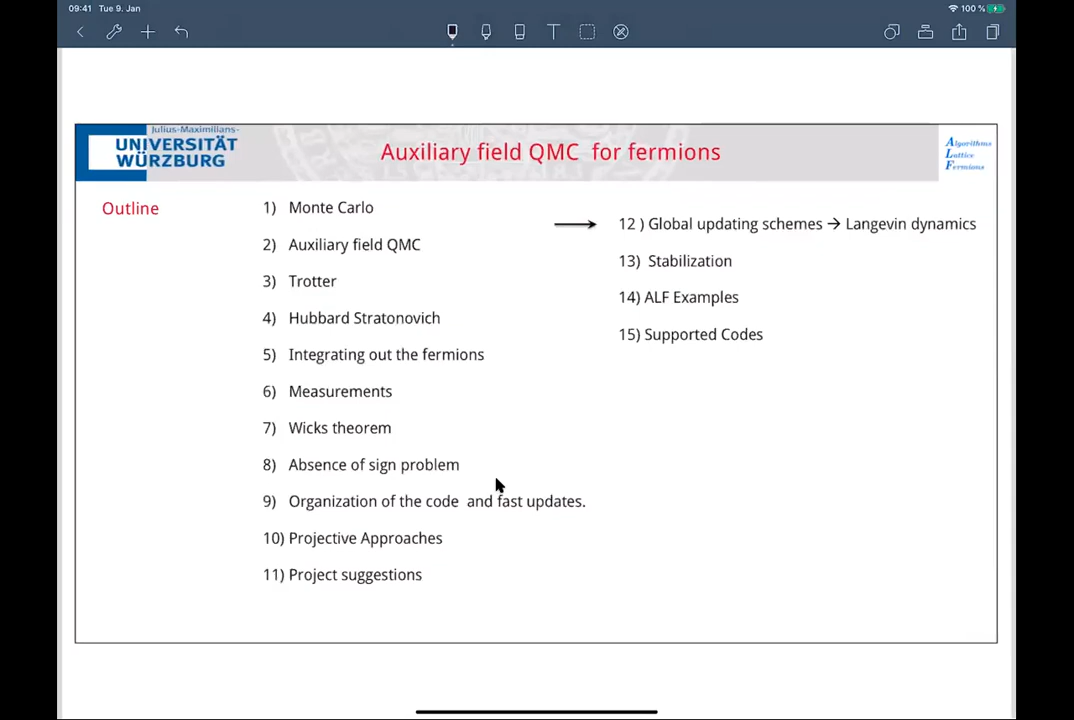 09:41 Tue 9. Jan
100 %
Julius-Maximilians-
UNIVERSITÄT
WÜRZBURG
Auxiliary field QMC for fermions
Algorithms
Lattice
Fermions
Outline
1) Monte Carlo
2) Auxiliary field QMC
3) Trotter
4) Hubbard Stratonovich
5) Integrating out the fermions
6) Measurements
7) Wicks theorem
8) Absence of sign problem
9) Organization of the code and fast updates.
10) Projective Approaches
11) Project suggestions
12 ) Global updating schemes → Langevin dynamics
13) Stabilization
14) ALF Examples
15) Supported Codes